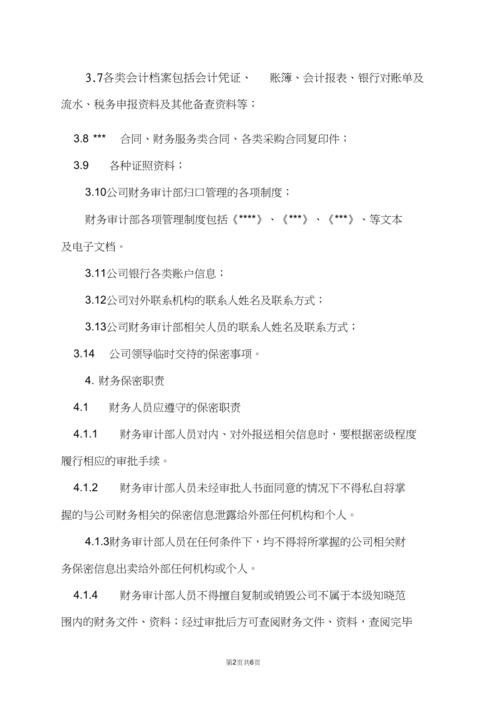 3.7各类会计档案包括会计凭证、 账簿、会计报表、银行对账单及
流水、税务申报资料及其他备查资料等；
3.8 *** 合同、财务服务类合同、各类采购合同复印件；
3.9 各种证照资料；
3.10公司财务审计部归口管理的各项制度；
财务审计部各项管理制度包括《****》、《***》、《***》、等文本
及电子文档。
3.11公司银行各类账户信息；
3.12公司对外联系机构的联系人姓名及联系方式；
3.13公司财务审计部相关人员的联系人姓名及联系方式；
3.14 公司领导临时交待的保密事项。
4. 财务保密职责
4.1 财务人员应遵守的保密职责
4.1.1 财务审计部人员对内、对外报送相关信息时，要根据密级程度
履行相应的审批手续。
4.1.2 财务审计部人员未经审批人书面同意的情况下不得私自将掌
握的与公司财务相关的保密信息泄露给外部任何机构和个人。
4.1.3财务审计部人员在任何条件下，均不得将所掌握的公司相关财
务保密信息出卖给外部任何机构或个人。
4.1.4 财务审计部人员不得擅自复制或销毁公司不属于本级知晓范
围内的财务文件、资料；经过审批后方可查阅财务文件、资料，查阅完毕
第2页共6页